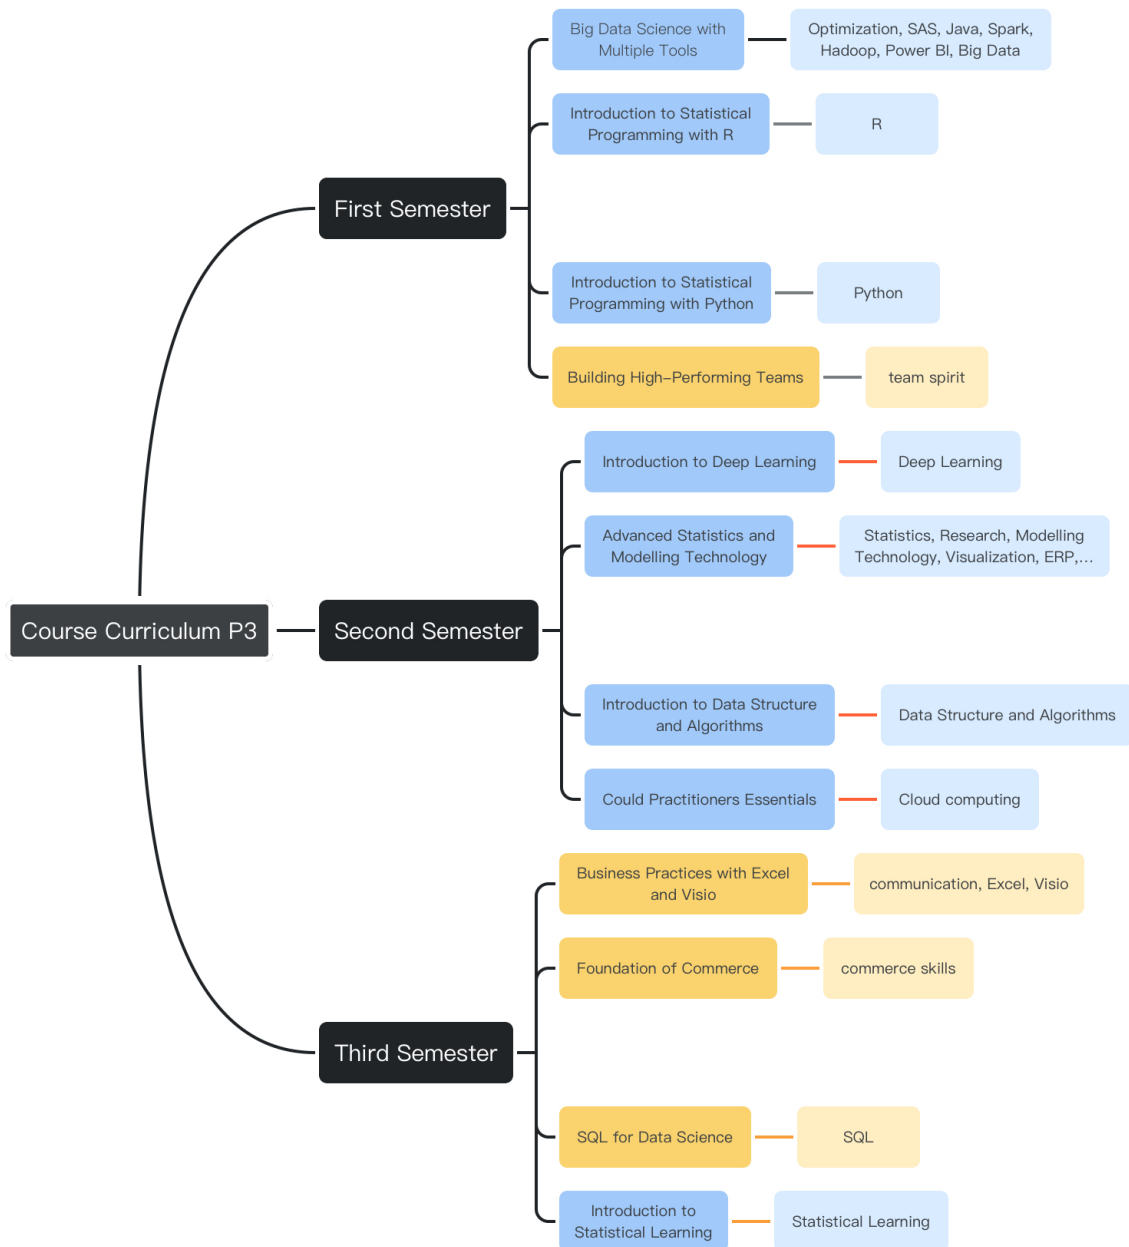 Big Data Science with
Multiple Tools
Optimization, SAS, Java, Spark,
Hadoop, Power BI, Big Data
Introduction to Statistical
Programming with R
R
First Semester
Introduction to Statistical
Programming with Python
Python
Building High-Performing Teams
team spirit
Introduction to Deep Learning
Deep Learning
Advanced Statistics and
Modelling Technology
Statistics, Research, Modelling
Technology, Visualization, ERP,...
Course Curriculum P3
Second Semester
Introduction to Data Structure
and Algorithms
Data Structure and Algorithms
Could Practitioners Essentials
Cloud computing
Business Practices with Excel
and Visio
communication, Excel, Visio
Foundation of Commerce
commerce skills
Third Semester
SQL for Data Science
SQL
Introduction to
Statistical Learning
Statistical Learning